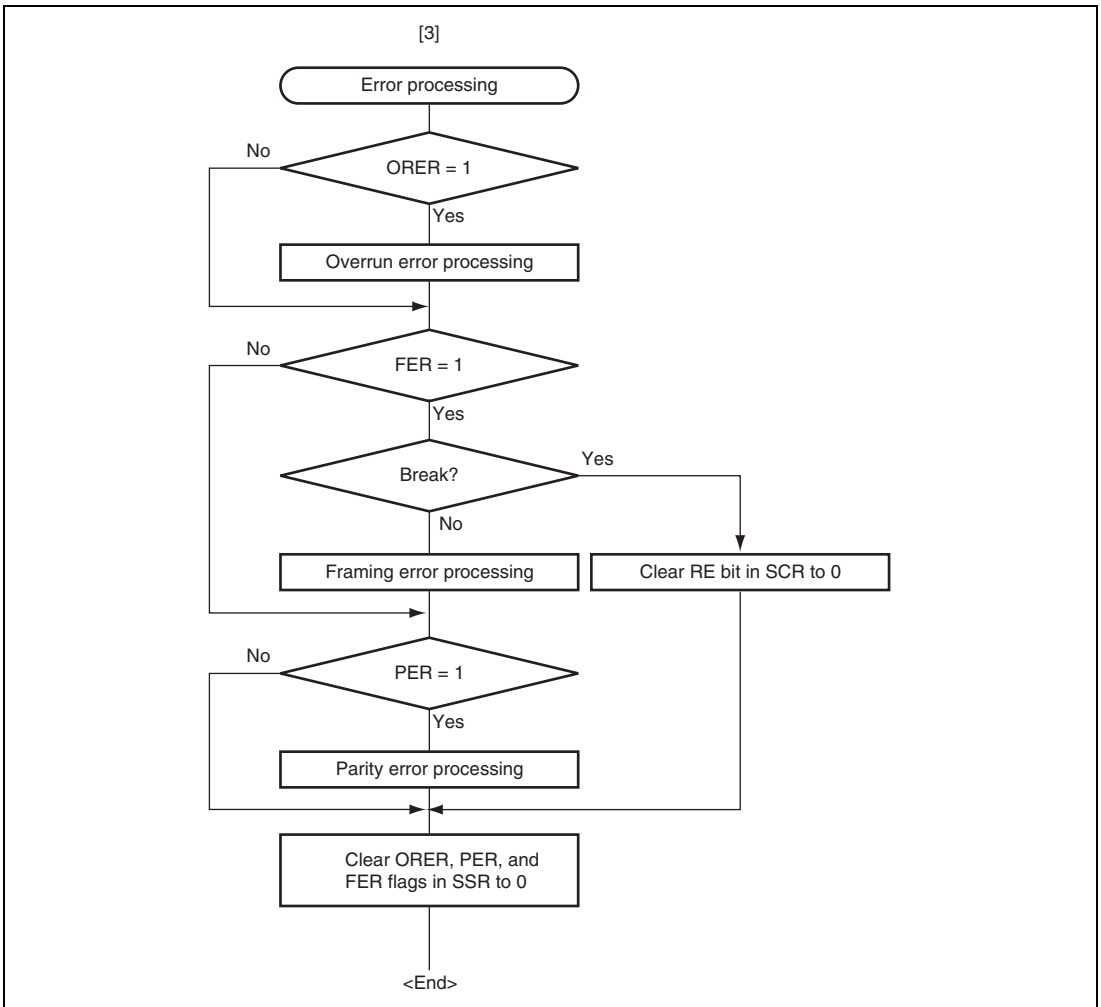 [3]
Error processing
No
ORER = 1
Yes
Overrun error processing
No
FER = 1
Yes
Break?
Yes
No
Framing error processing
Clear RE bit in SCR to 0
No
PER = 1
Yes
Parity error processing
Clear ORER, PER, and
FER flags in SSR to 0
<End>